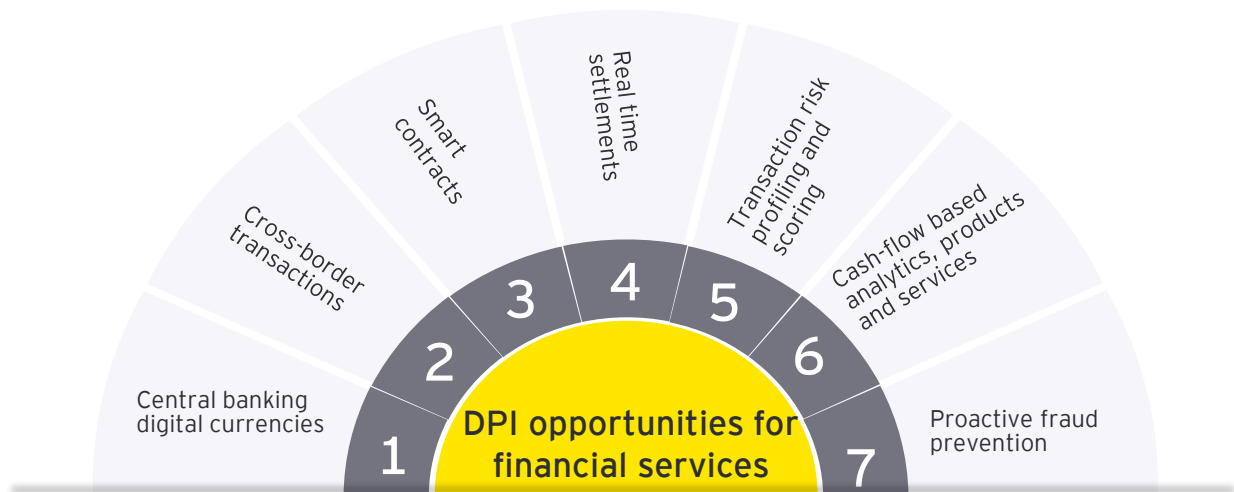 DPI opportunities for
financial services
1
Central banking
digital currencies
2
Cross-border
transactions
3
Smart
contracts
4
Real time
settlements
5
Transaction risk
profiling and
scoring
6
Cash-flow based
analytics, products
and services
7
Proactive fraud
prevention